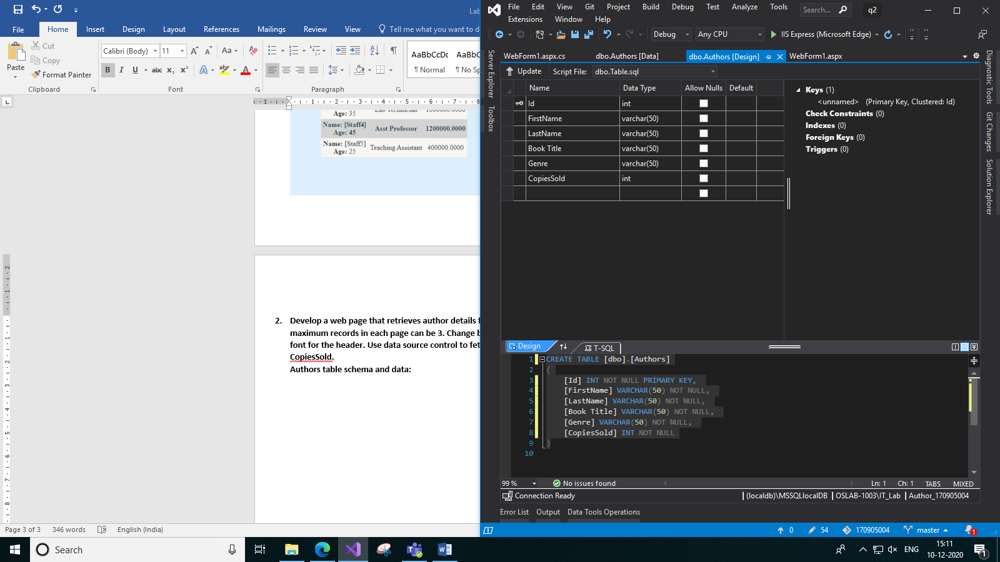 Lab
File
Home
Insert
Design
Layout
References
Mailings
Review
View
Tell me what you want to d
Paste
Cut
Copy
Format Painter
Clipboard
Calibri (Body)
11
Aa
B I U abc x₂ x² A A
Font
Paragraph
AaBbCcDc
AaBbC
¶ Normal
¶ No Sp
Age: 35
Lab Technician
1000000.0000
Name: [Staff4]
Age: 45
Asst Professor
1200000.0000
Name: [Staff5]
Age: 25
Teaching Assistant
400000.0000
2. Develop a web page that retrieves author details f
maximum records in each page can be 3. Change b
font for the header. Use data source control to fet
CopiesSold.
Authors table schema and data:
Page 3 of 3
346 words
English (India)
File
Edit
View
Git
Project
Build
Debug
Test
Analyze
Tools
Search...
q2
Extensions
Window
Help
Debug
Any CPU
IIS Express (Microsoft Edge)
Server Explorer
Toolbox
WebForm1.aspx.cs
dbo.Authors [Data]
dbo.Authors [Design]
WebForm1.aspx
Update
Script File:
dbo.Table.sql
Name
Data Type
Allow Nulls
Default
Id
int
FirstName
varchar(50)
LastName
varchar(50)
Book Title
varchar(50)
Genre
varchar(50)
CopiesSold
int
Keys (1)
<unnamed> (Primary Key, Clustered: Id)
Check Constraints (0)
Indexes (0)
Foreign Keys (0)
Triggers (0)
Diagnostic Tools
Git Changes
Solution Explorer
Design
T-SQL
1 CREATE TABLE [dbo].[Authors]
2 (
3 [Id] INT NOT NULL PRIMARY KEY,
4 [FirstName] VARCHAR(50) NOT NULL,
5 [LastName] VARCHAR(50) NOT NULL,
6 [Book Title] VARCHAR(50) NOT NULL,
7 [Genre] VARCHAR(50) NOT NULL,
8 [CopiesSold] INT NOT NULL
9 )
10
99 %
No issues found
Ln: 1
Ch: 1
TABS
MIXED
Connection Ready
(localdb)\MSSQLlocalDB
OSLAB-1003\IT_Lab
Author_170905004
Error List
Output
Data Tools Operations
0
54
170905004
master
1
Search
ENG
15:11
10-12-2020
1